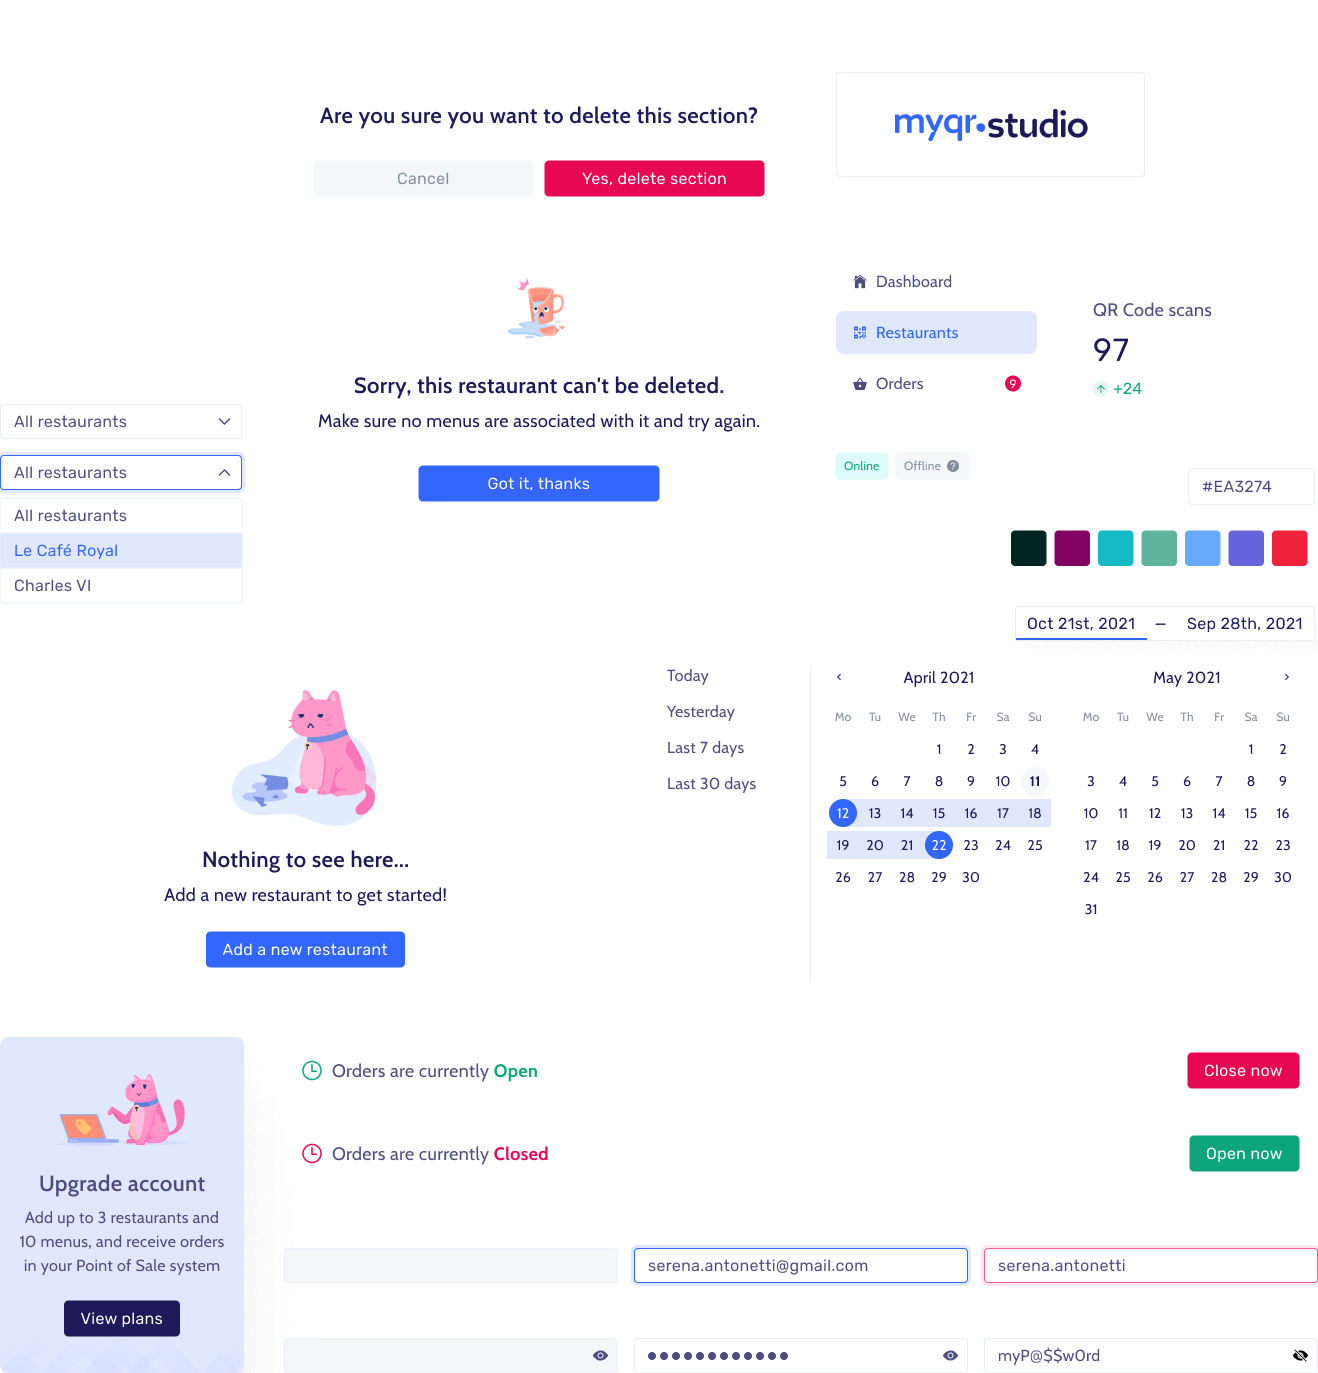 Are you sure you want to delete this section?
Cancel
Yes, delete section
myqr•studio
Sorry, this restaurant can't be deleted.
Make sure no menus are associated with it and try again.
Got it, thanks
Dashboard
Restaurants
Orders
9
QR Code scans
97
+24
Online
Offline
?
#EA3274
All restaurants
All restaurants
All restaurants
Le Café Royal
Charles VI
Oct 21st, 2021 – Sep 28th, 2021
Today
Yesterday
Last 7 days
Last 30 days
‹ April 2021
Mo Tu We Th Fr Sa Su
1 2 3 4
5 6 7 8 9 10 11
12 13 14 15 16 17 18
19 20 21 22 23 24 25
26 27 28 29 30
May 2021 ›
Mo Tu We Th Fr Sa Su
1 2
3 4 5 6 7 8 9
10 11 12 13 14 15 16
17 18 19 20 21 22 23
24 25 26 27 28 29 30
31
Nothing to see here...
Add a new restaurant to get started!
Add a new restaurant
Upgrade account
Add up to 3 restaurants and
10 menus, and receive orders
in your Point of Sale system
View plans
Orders are currently Open
Close now
Orders are currently Closed
Open now
serena.antonetti@gmail.com
serena.antonetti
••••••••••••
myP@$$w0rd